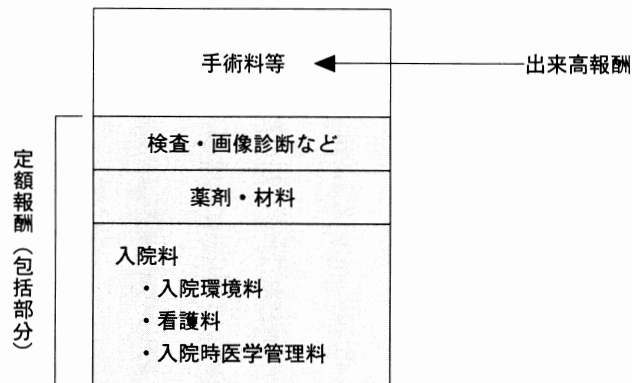 手術料等
出来高報酬
検査・画像診断など
薬剤・材料
定額報酬（包括部分）
入院料
・入院環境料
・看護料
・入院時医学管理料